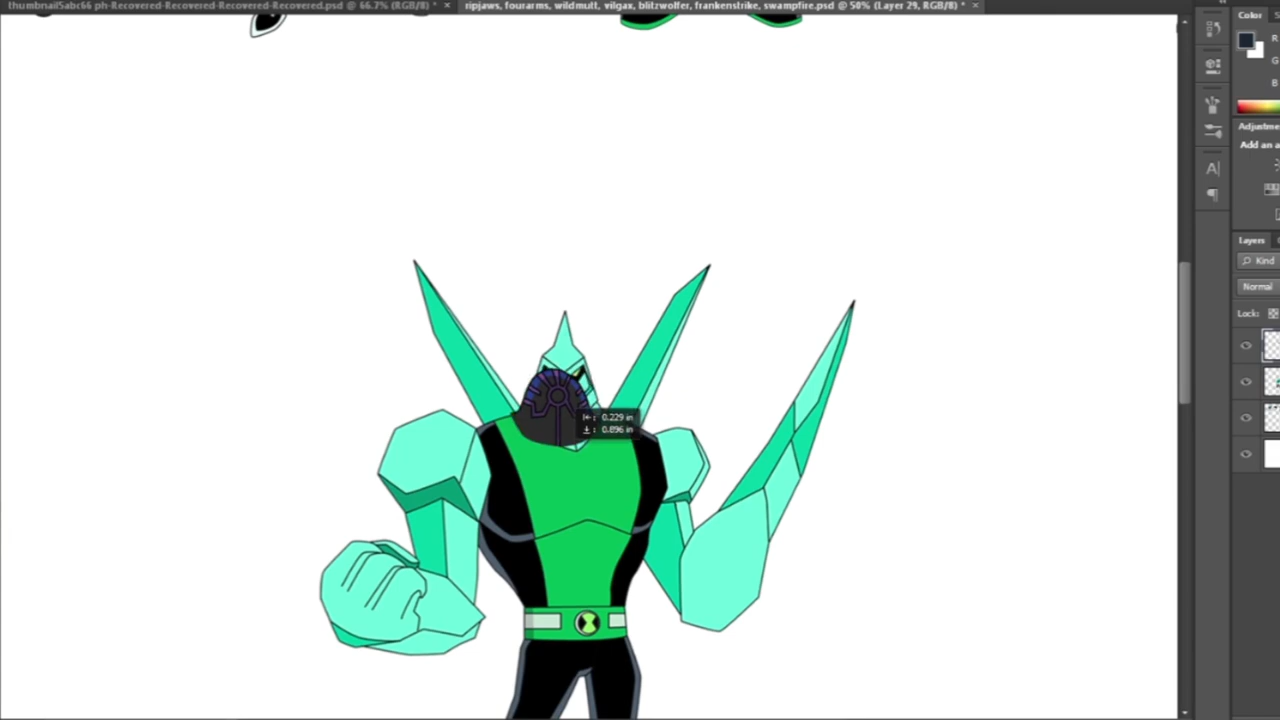 thumbnail5abc66 ph-Recovered-Recovered-Recovered-Recovered.psd @ 66.7% (RGB/8) * ×
ripjaws, fourarms, wildmutt, vilgax, blitzwolfer, frankenstrike, swampfire.psd @ 50% (Layer 29, RGB/8) * ×
Color
R
G
B
Adjustme
Add an a
Layers
Kind
Normal
Lock:
0.229 in
0.896 in